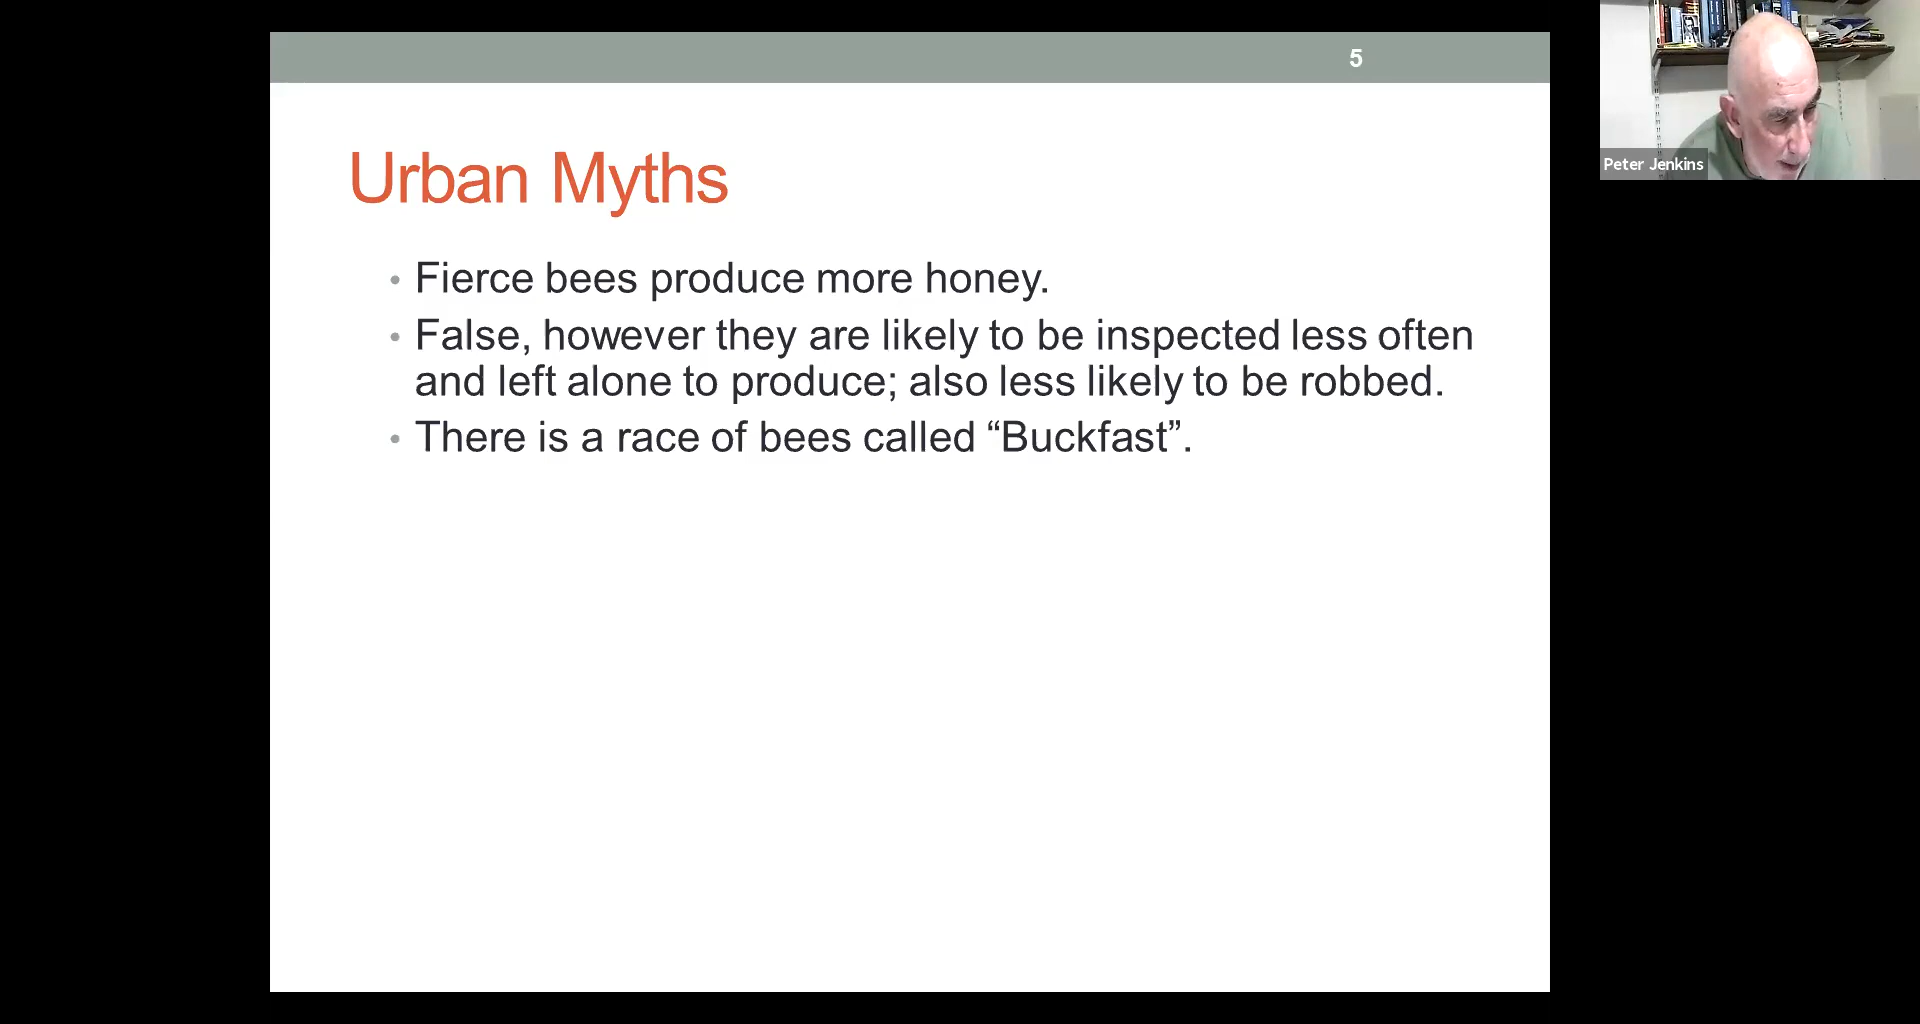 5
Peter Jenkins
Urban Myths
• Fierce bees produce more honey.
• False, however they are likely to be inspected less often
and left alone to produce; also less likely to be robbed.
• There is a race of bees called “Buckfast”.